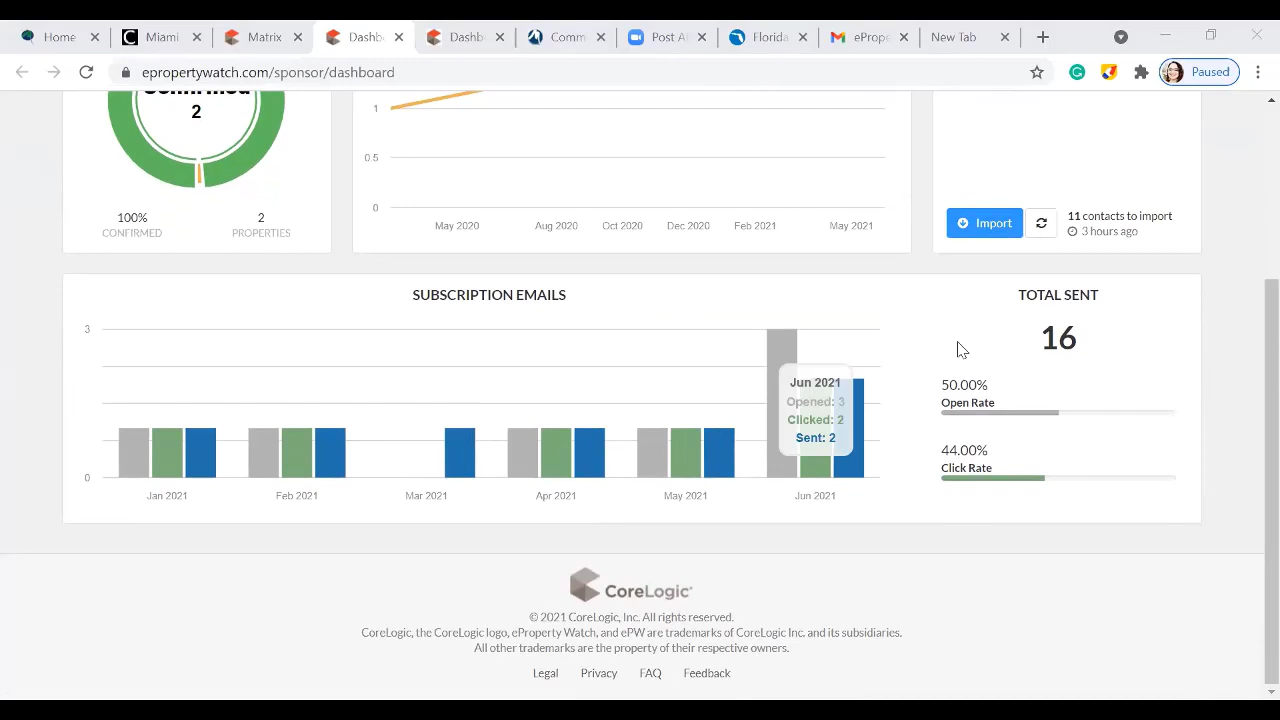 Home
Miami
Matrix
Dashb
Dashb
Comm
Post A
Florida
ePrope
New Tab
epropertywatch.com/sponsor/dashboard
Paused
Confirmed
2
100%
CONFIRMED
2
PROPERTIES
1
0.5
0
May 2020
Aug 2020
Oct 2020
Dec 2020
Feb 2021
May 2021
Import
11 contacts to import
3 hours ago
SUBSCRIPTION EMAILS
3
0
Jan 2021
Feb 2021
Mar 2021
Apr 2021
May 2021
Jun 2021
Jun 2021
Opened: 3
Clicked: 2
Sent: 2
TOTAL SENT
16
50.00%
Open Rate
44.00%
Click Rate
CoreLogic
© 2021 CoreLogic, Inc. All rights reserved.
CoreLogic, the CoreLogic logo, eProperty Watch, and ePW are trademarks of CoreLogic Inc. and its subsidiaries.
All other trademarks are the property of their respective owners.
Legal Privacy FAQ Feedback